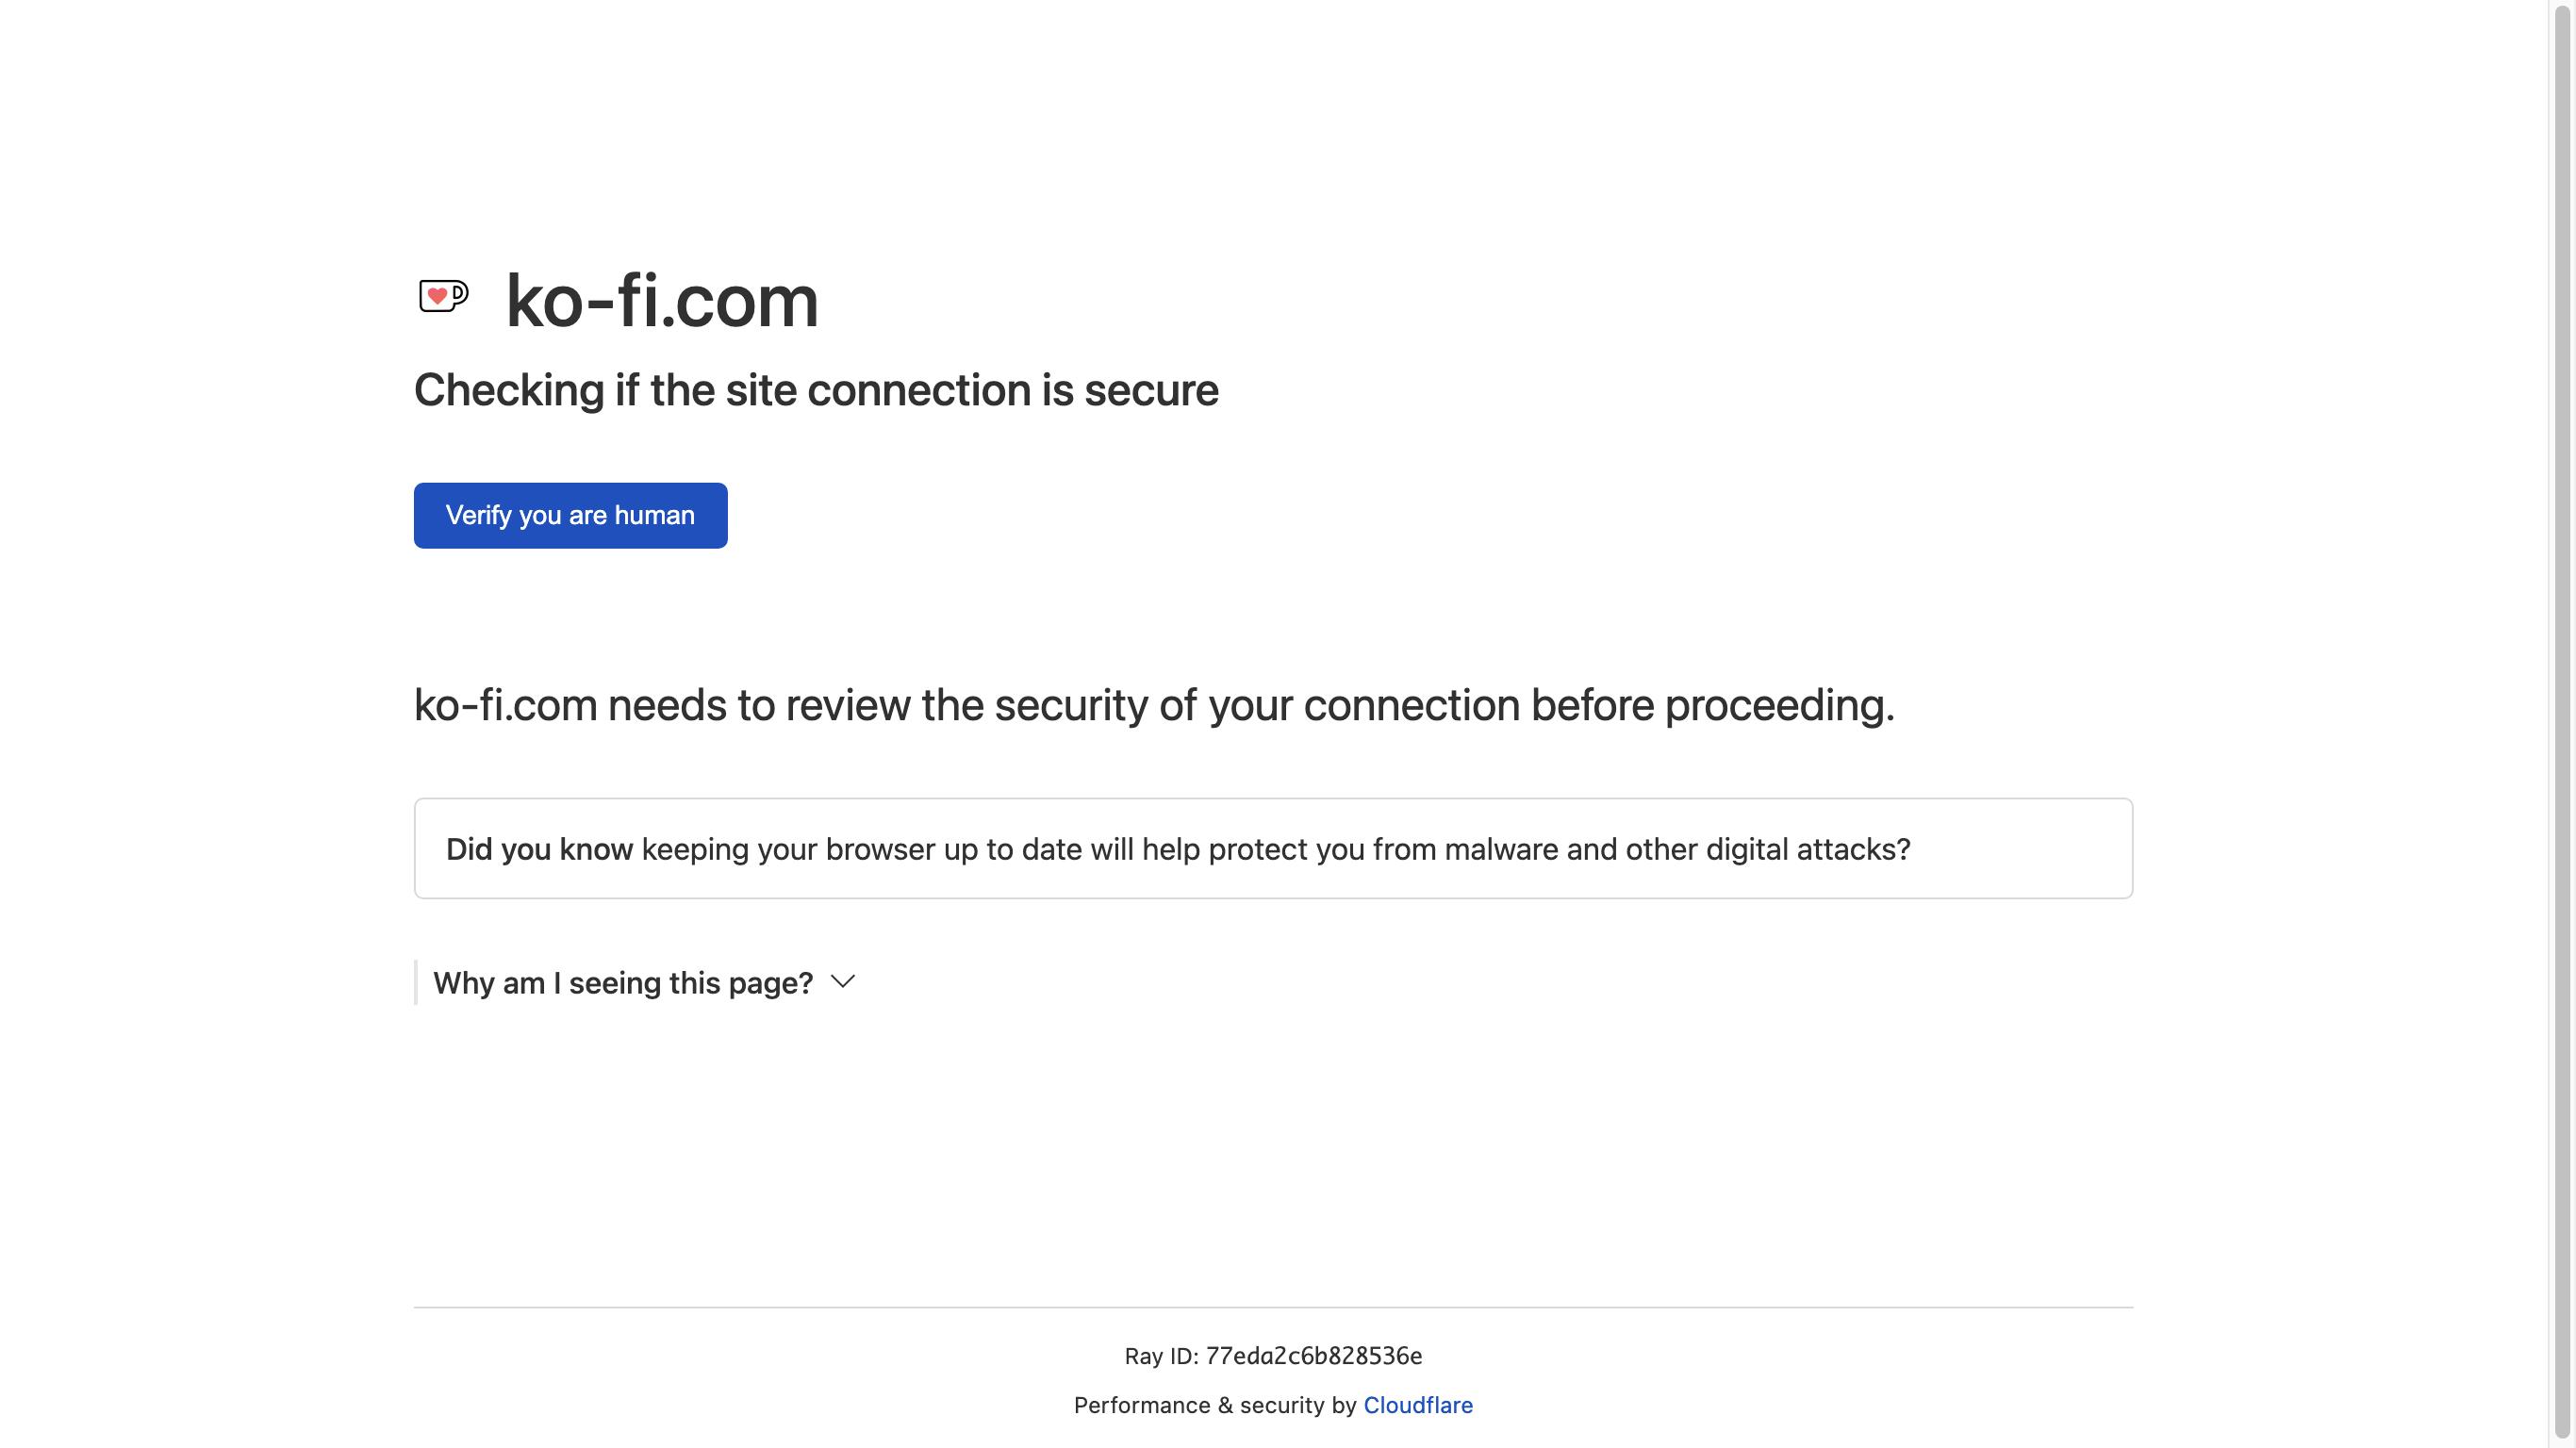 ko-fi.com
Checking if the site connection is secure
Verify you are human
ko-fi.com needs to review the security of your connection before proceeding.
Did you know keeping your browser up to date will help protect you from malware and other digital attacks?
Why am I seeing this page?
Ray ID: 77eda2c6b828536e
Performance & security by Cloudflare